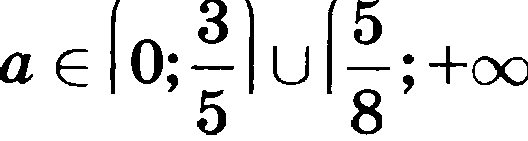 a ∈ (0; 3/5) ∪ (5/8; +∞